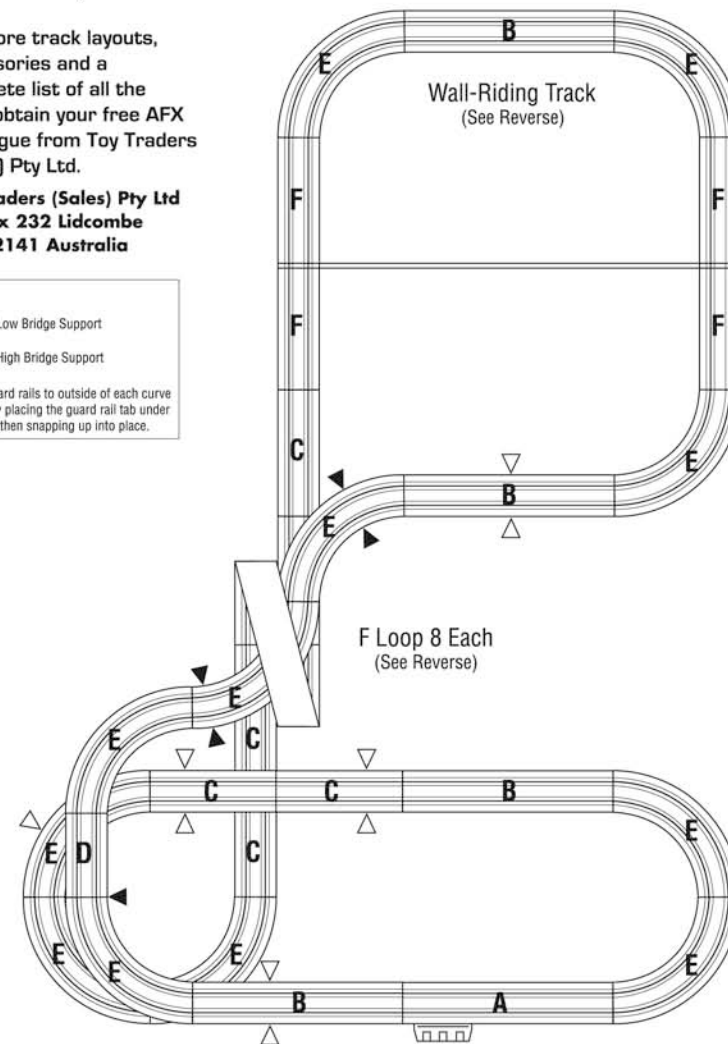 ore track layouts,
sories and a
ete list of all the
obtain your free AFX
gue from Toy Traders
) Pty Ltd.
aders (Sales) Pty Ltd
x 232 Lidcombe
2141 Australia
Low Bridge Support
High Bridge Support
ard rails to outside of each curve
y placing the guard rail tab under
then snapping up into place.
B
E
E
Wall-Riding Track
(See Reverse)
F
F
F
F
C
E
B
E
F Loop 8 Each
(See Reverse)
E
E
C
C
C
B
E
E
D
C
E
E
E
E
B
A